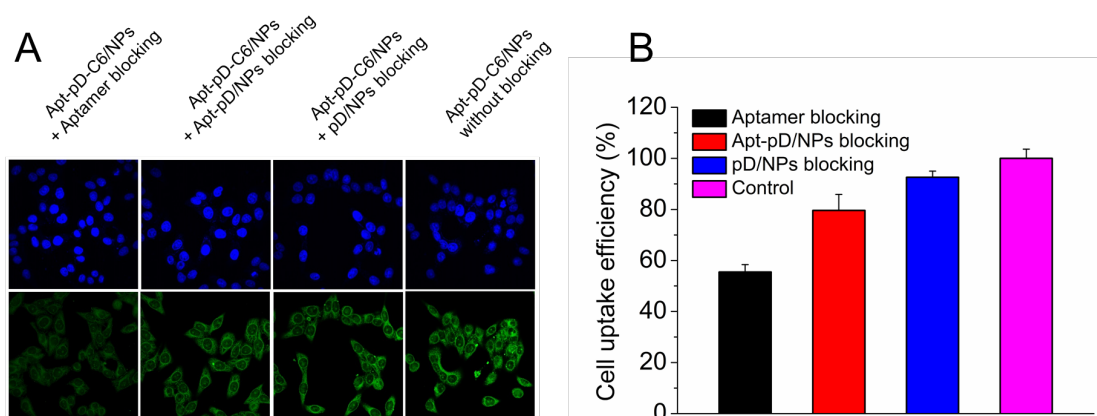 A
Apt-pD-C6/NPs
+ Aptamer blocking
Apt-pD-C6/NPs
+ Apt-pD/NPs blocking
Apt-pD-C6/NPs
+ pD/NPs blocking
Apt-pD-C6/NPs
without blocking
B
Cell uptake efficiency (%)
120
100
80
60
40
20
0
Aptamer blocking
Apt-pD/NPs blocking
pD/NPs blocking
Control